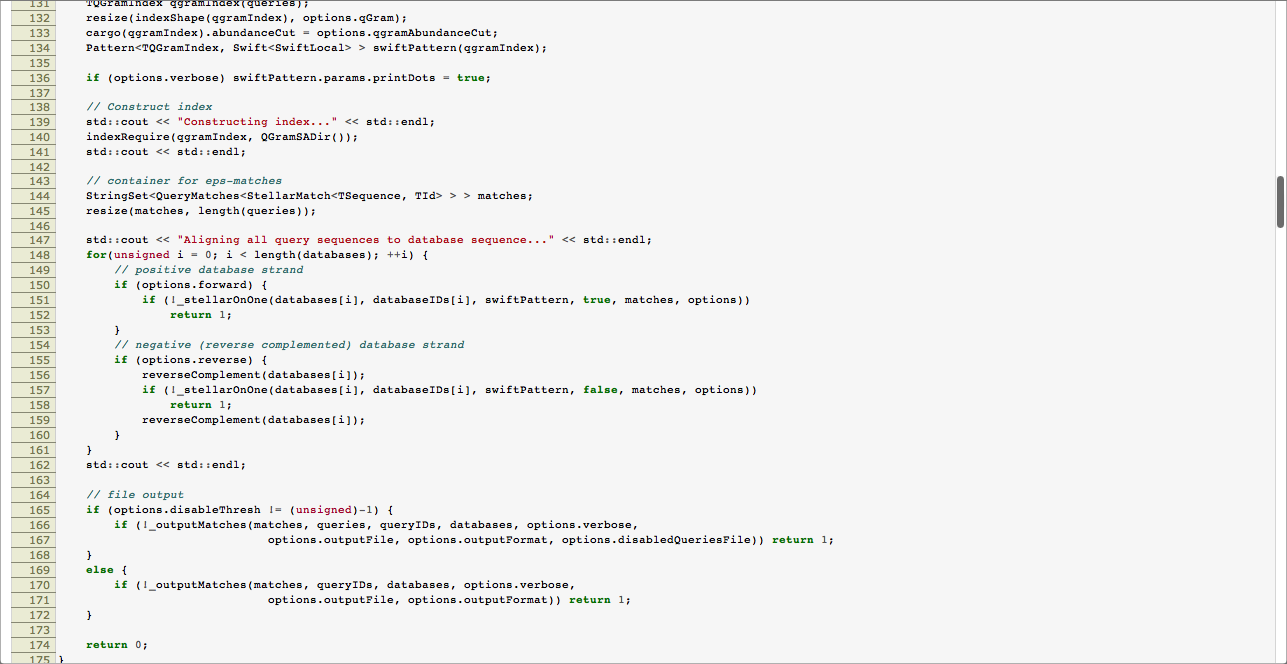 131     TQGramIndex qgramIndex(queries);
132     resize(indexShape(qgramIndex), options.qGram);
133     cargo(qgramIndex).abundanceCut = options.qgramAbundanceCut;
134     Pattern<TQGramIndex, Swift<SwiftLocal> > swiftPattern(qgramIndex);
135
136     if (options.verbose) swiftPattern.params.printDots = true;
137
138     // Construct index
139     std::cout << "Constructing index..." << std::endl;
140     indexRequire(qgramIndex, QGramSADir());
141     std::cout << std::endl;
142
143     // container for eps-matches
144     StringSet<QueryMatches<StellarMatch<TSequence, TId> > > matches;
145     resize(matches, length(queries));
146
147     std::cout << "Aligning all query sequences to database sequence..." << std::endl;
148     for(unsigned i = 0; i < length(databases); ++i) {
149         // positive database strand
150         if (options.forward) {
151             if (!_stellarOnOne(databases[i], databaseIDs[i], swiftPattern, true, matches, options))
152                 return 1;
153         }
154         // negative (reverse complemented) database strand
155         if (options.reverse) {
156             reverseComplement(databases[i]);
157             if (!_stellarOnOne(databases[i], databaseIDs[i], swiftPattern, false, matches, options))
158                 return 1;
159             reverseComplement(databases[i]);
160         }
161     }
162     std::cout << std::endl;
163
164     // file output
165     if (options.disableThresh != (unsigned)-1) {
166         if (!_outputMatches(matches, queries, queryIDs, databases, options.verbose,
167                               options.outputFile, options.outputFormat, options.disabledQueriesFile)) return 1;
168     }
169     else {
170         if (!_outputMatches(matches, queryIDs, databases, options.verbose,
171                               options.outputFile, options.outputFormat)) return 1;
172     }
173
174     return 0;
175 }